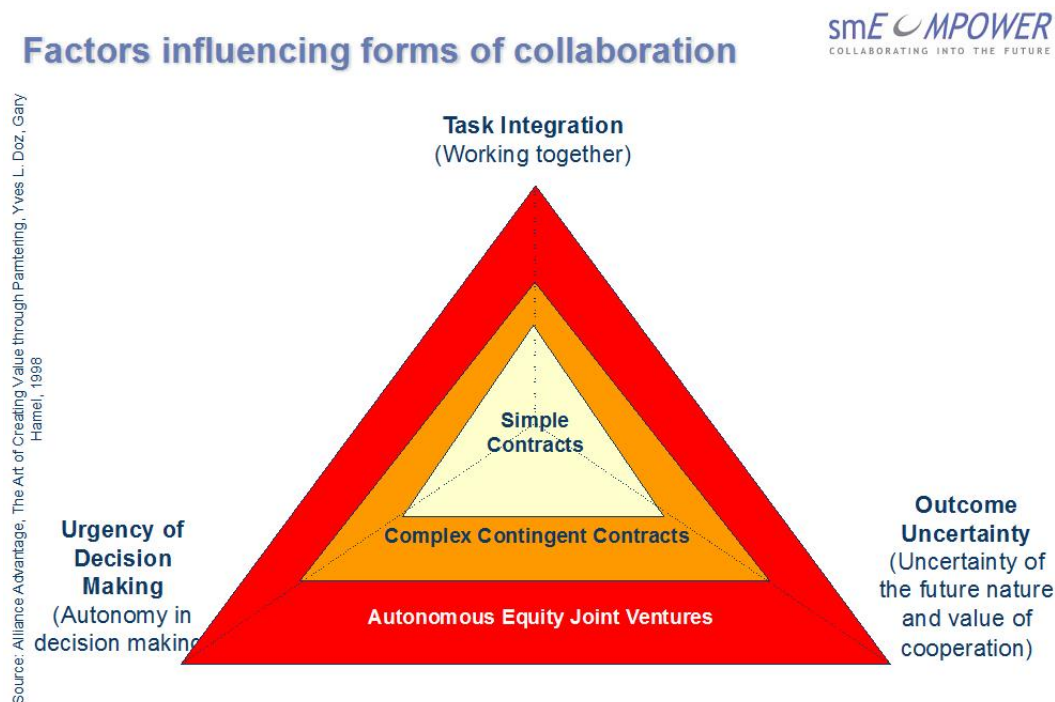 Factors influencing forms of collaboration
smE MPOWER
COLLABORATING INTO THE FUTURE
Source: Alliance Advantage, The Art of Creating Value through Parntering, Yves L. Doz, Gary
Hamel, 1998
Task Integration
(Working together)
Simple
Contracts
Complex Contingent Contracts
Autonomous Equity Joint Ventures
Urgency of
Decision
Making
(Autonomy in
decision making
Outcome
Uncertainty
(Uncertainty of
the future nature
and value of
cooperation)